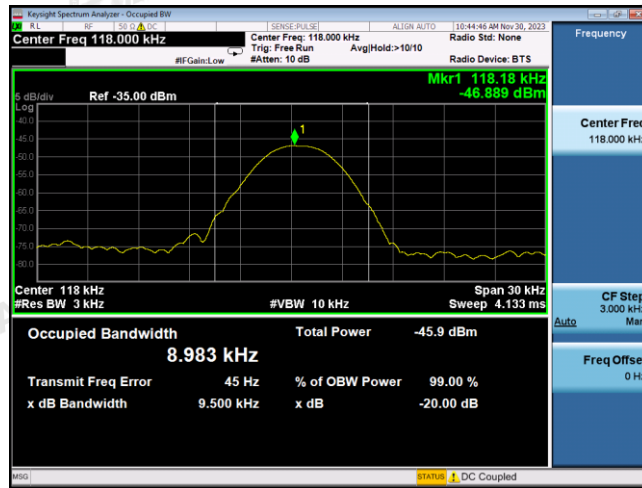 Keysight Spectrum Analyzer - Occupied BW
RL RF 50 Ω DC SENSE:PULSE ALIGN AUTO 10:44:46 AM Nov 30, 2023
Center Freq 118.000 kHz
Center Freq: 118.000 kHz
Radio Std: None
Trig: Free Run Avg|Hold:>10/10
#IFGain:Low #Atten: 10 dB Radio Device: BTS
Mkr1 118.18 kHz
-46.889 dBm
5 dB/div Ref -35.00 dBm
Log
-40.0
1
-45.0
-50.0
-55.0
-60.0
-65.0
-70.0
-75.0
-80.0
Center 118 kHz Span 30 kHz
#Res BW 3 kHz #VBW 10 kHz Sweep 4.133 ms
Occupied Bandwidth Total Power -45.9 dBm
8.983 kHz
Transmit Freq Error 45 Hz % of OBW Power 99.00 %
x dB Bandwidth 9.500 kHz x dB -20.00 dB
MSG STATUS DC Coupled
Frequency
Center Freq
118.000 kHz
CF Step
3.000 kHz
Auto Man
Freq Offset
0 Hz